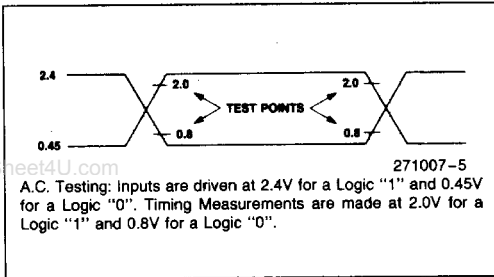 2.4
2.0
2.0
TEST POINTS
0.8
0.8
0.45
heet4U.com
271007-5
A.C. Testing: Inputs are driven at 2.4V for a Logic "1" and 0.45V
for a Logic "0". Timing Measurements are made at 2.0V for a
Logic "1" and 0.8V for a Logic "0".